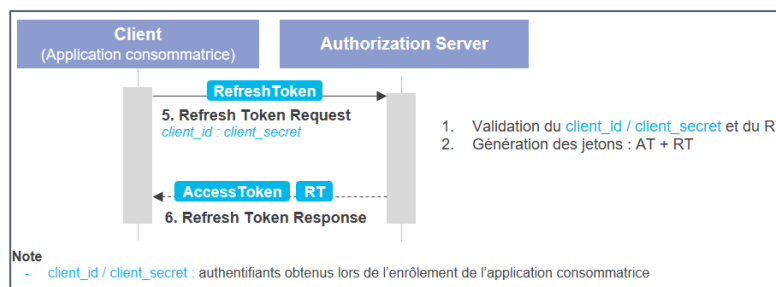 Client
(Application consommatrice)
Authorization Server
RefreshToken
5. Refresh Token Request
client_id : client_secret
1. Validation du client_id / client_secret et du R
2. Génération des jetons : AT + RT
AccessToken
RT
6. Refresh Token Response
Note
- client_id / client_secret : authentifiants obtenus lors de l'enrôlement de l'application consommatrice